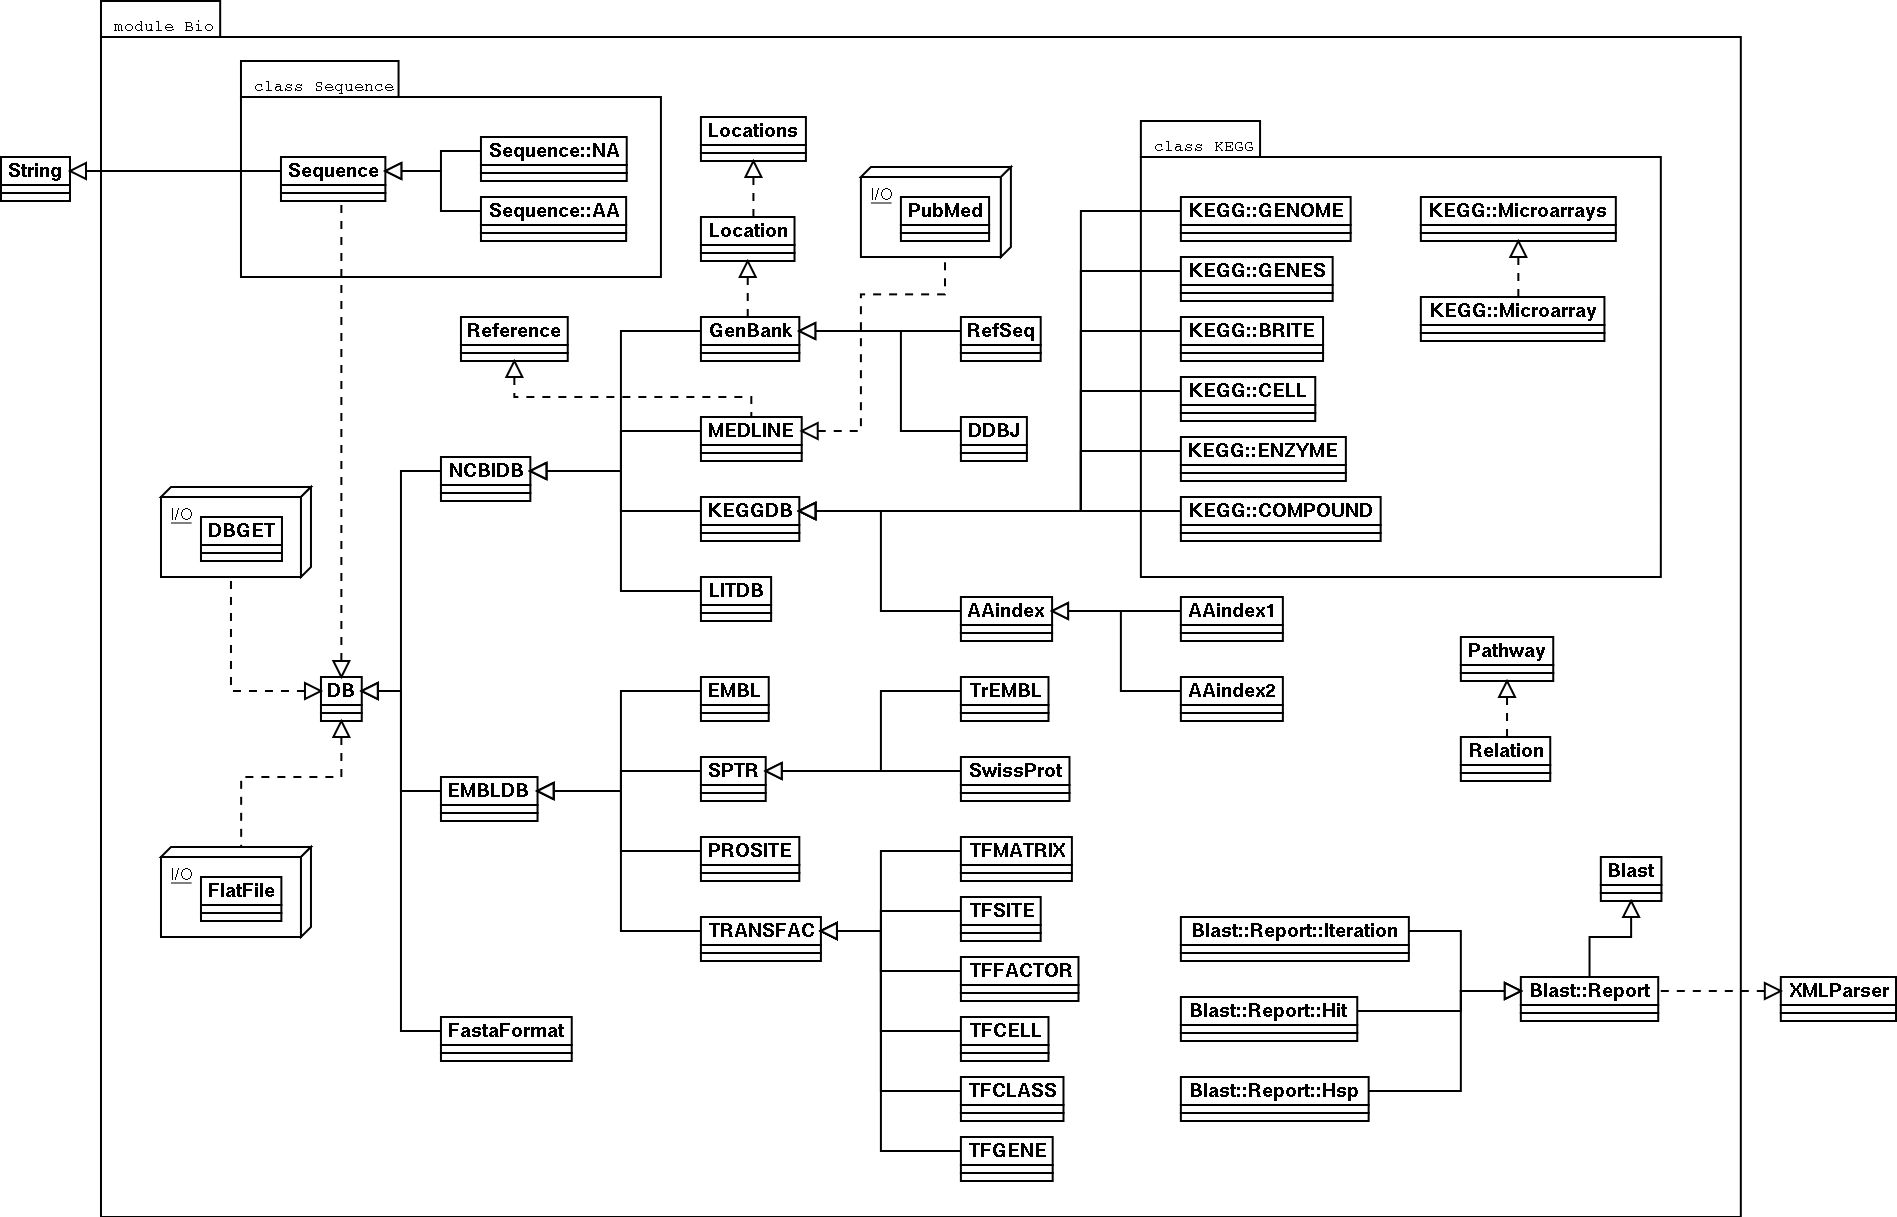 module Bio
class Sequence
String
Sequence
Sequence::NA
Sequence::AA
Locations
Location
I/O
PubMed
class KEGG
KEGG::GENOME
KEGG::GENES
KEGG::BRITE
KEGG::CELL
KEGG::ENZYME
KEGG::COMPOUND
KEGG::Microarrays
KEGG::Microarray
Reference
GenBank
RefSeq
MEDLINE
DDBJ
NCBIDB
KEGGDB
LITDB
I/O
DBGET
AAindex
AAindex1
AAindex2
Pathway
Relation
DB
EMBL
TrEMBL
SPTR
SwissProt
EMBLDB
PROSITE
TRANSFAC
I/O
FlatFile
TFMATRIX
TFSITE
TFFACTOR
TFCELL
TFCLASS
TFGENE
FastaFormat
Blast
Blast::Report::Iteration
Blast::Report::Hit
Blast::Report::Hsp
Blast::Report
XMLParser